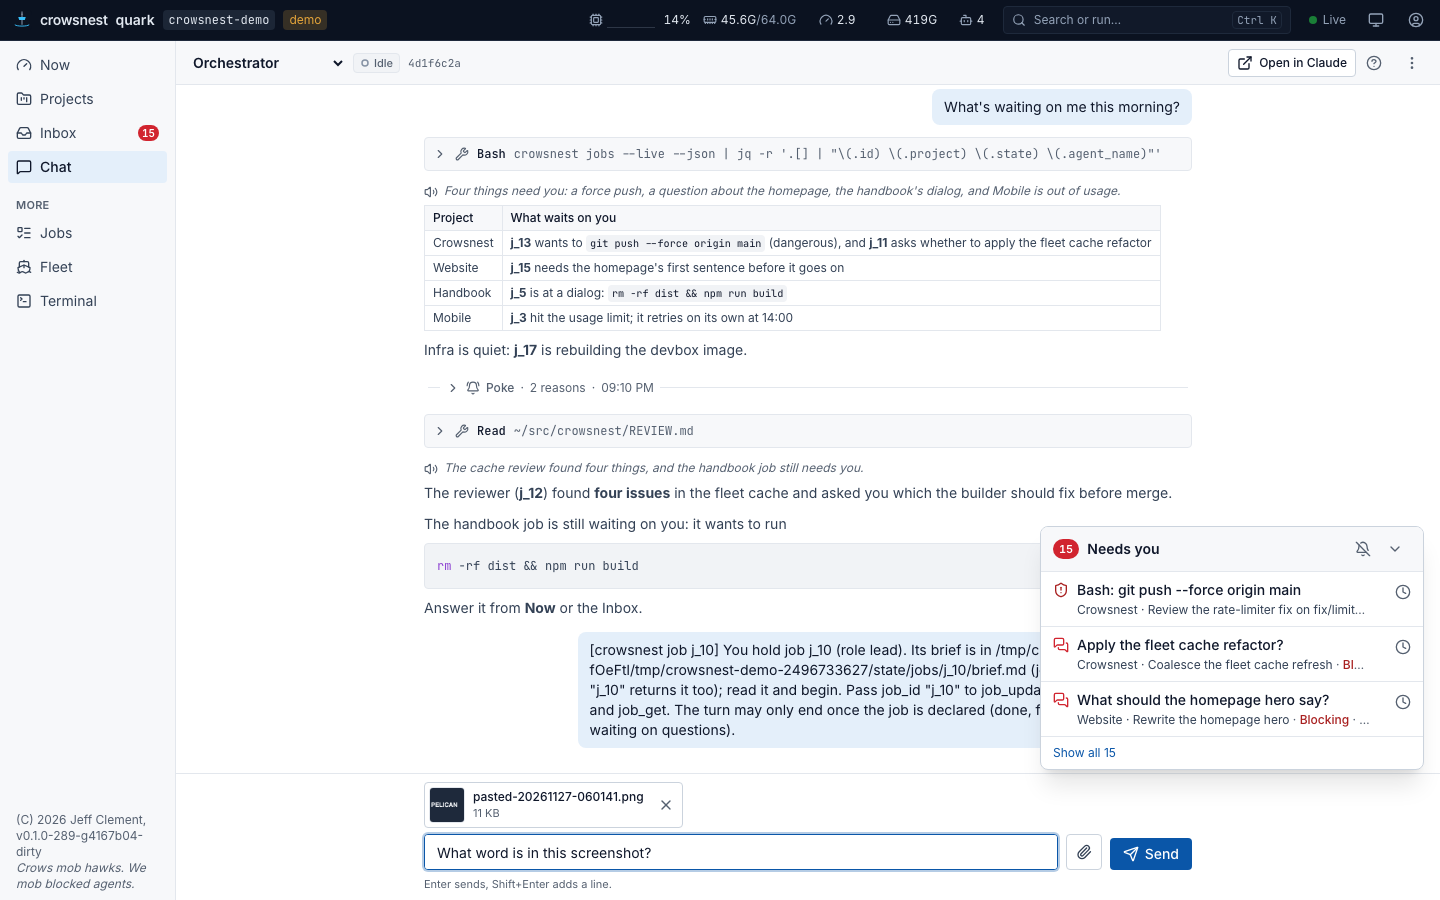 crowsnest quark crowsnest-demo demo
14% 45.6G/64.0G 2.9 419G 4 Search or run... Ctrl K Live
Now
Projects
Inbox 15
Chat
MORE
Jobs
Fleet
Terminal
(C) 2026 Jeff Clement,
v0.1.0-289-g4167b04-
dirty
Crows mob hawks. We
mob blocked agents.
Orchestrator Idle 4d1f6c2a Open in Claude
What's waiting on me this morning?
Bash crowsnest jobs --live --json | jq -r '.[] | "\(.id) \(.project) \(.state) \(.agent_name)"'
Four things need you: a force push, a question about the homepage, the handbook's dialog, and Mobile is out of usage.
Project What waits on you
Crowsnest j_13 wants to git push --force origin main (dangerous), and j_11 asks whether to apply the fleet cache refactor
Website j_15 needs the homepage's first sentence before it goes on
Handbook j_5 is at a dialog: rm -rf dist && npm run build
Mobile j_3 hit the usage limit; it retries on its own at 14:00
Infra is quiet: j_17 is rebuilding the devbox image.
Poke · 2 reasons · 09:10 PM
Read ~/src/crowsnest/REVIEW.md
The cache review found four things, and the handbook job still needs you.
The reviewer (j_12) found four issues in the fleet cache and asked you which the builder should fix before merge.
The handbook job is still waiting on you: it wants to run
rm -rf dist && npm run build
Answer it from Now or the Inbox.
[crowsnest job j_10] You hold job j_10 (role lead). Its brief is in /tmp/c
fOeFtl/tmp/crowsnest-demo-2496733627/state/jobs/j_10/brief.md (j
"j_10" returns it too); read it and begin. Pass job_id "j_10" to job_upda
and job_get. The turn may only end once the job is declared (done, f
waiting on questions).
15 Needs you
Bash: git push --force origin main
Crowsnest · Review the rate-limiter fix on fix/limit...
Apply the fleet cache refactor?
Crowsnest · Coalesce the fleet cache refresh · Bl...
What should the homepage hero say?
Website · Rewrite the homepage hero · Blocking · ...
Show all 15
PELICAN
pasted-20261127-060141.png
11 KB
What word is in this screenshot?
Send
Enter sends, Shift+Enter adds a line.